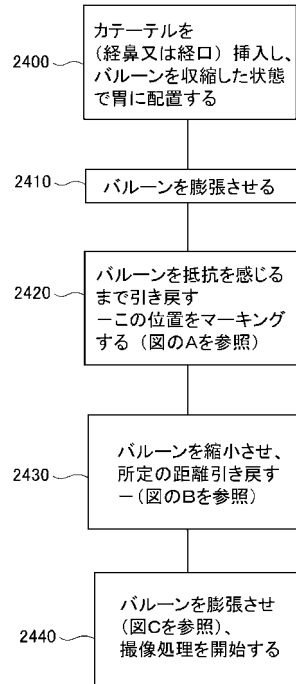 2400
カテーテルを
(経鼻又は経口) 挿入し、
バルーンを収縮した状態
で胃に配置する
2410
バルーンを膨張させる
2420
バルーンを抵抗を感じる
まで引き戻す
－この位置をマーキング
する (図のAを参照)
2430
バルーンを縮小させ、
所定の距離引き戻す
－(図のBを参照)
2440
バルーンを膨張させ
(図Cを参照)、
撮像処理を開始する